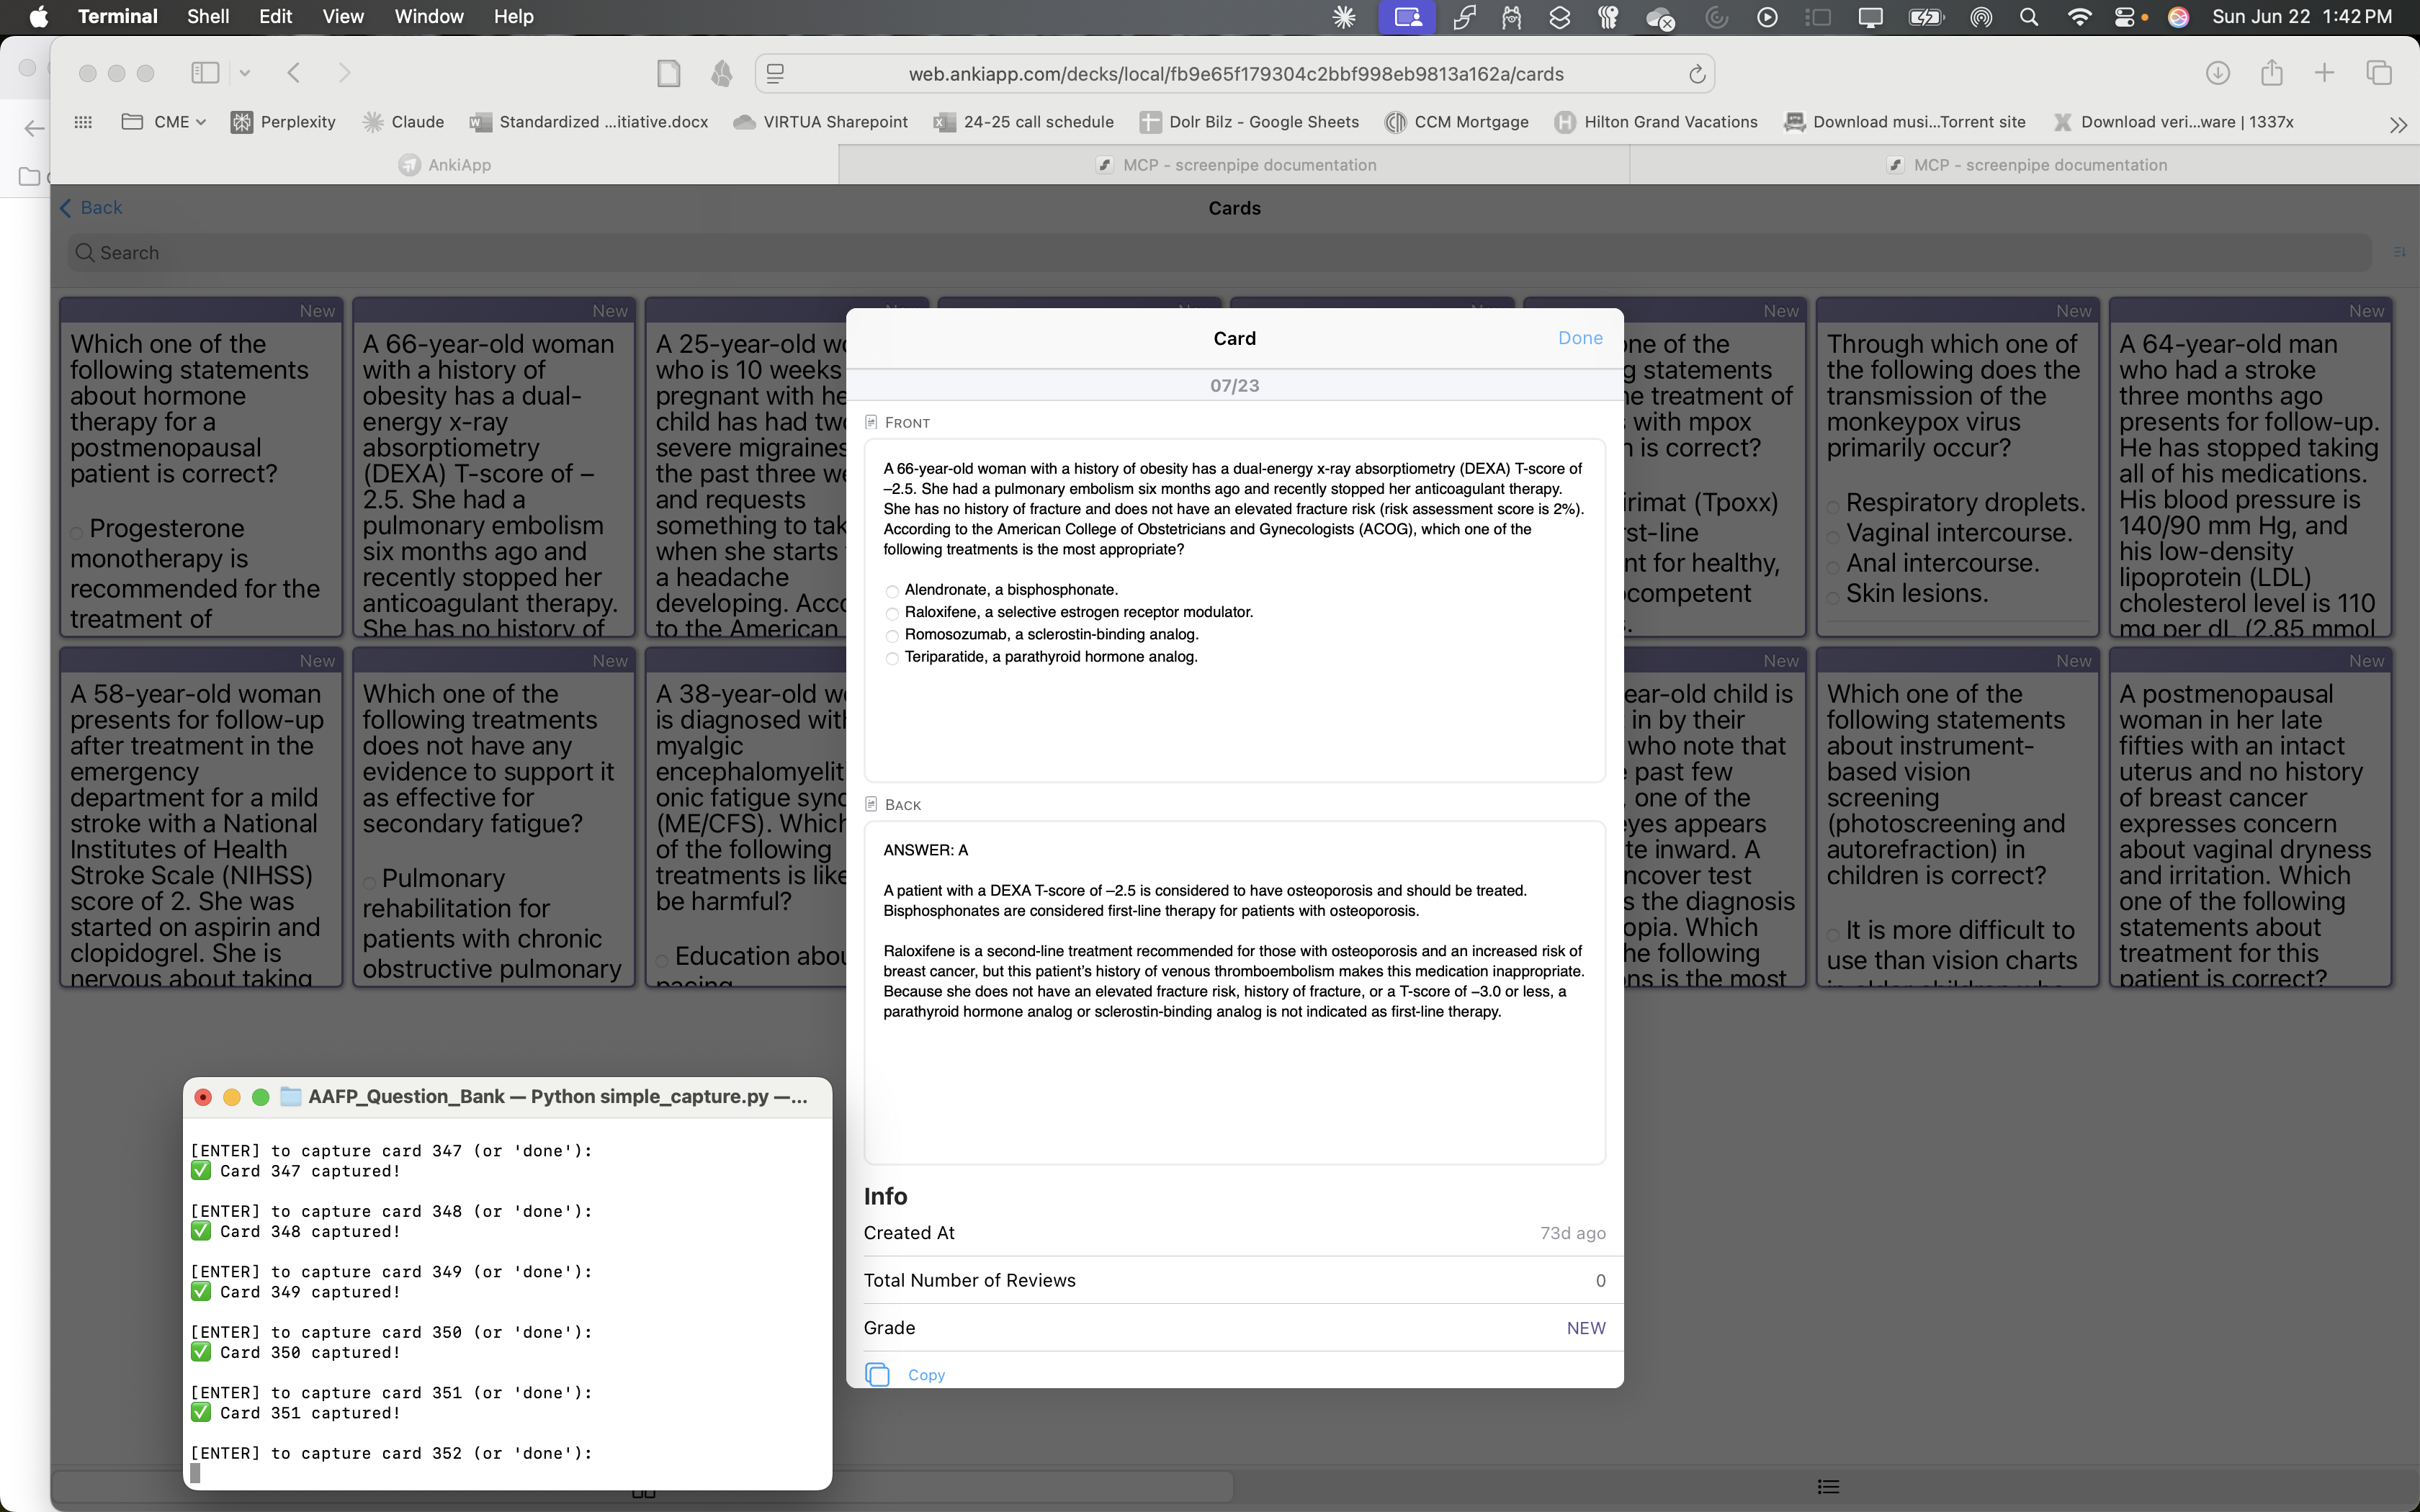 Terminal Shell Edit View Window Help
Sun Jun 22 1:42 PM
web.ankiapp.com/decks/local/fb9e65f179304c2bbf998eb9813a162a/cards
CME Perplexity Claude Standardized ...itiative.docx VIRTUA Sharepoint 24-25 call schedule Dolr Bilz - Google Sheets CCM Mortgage Hilton Grand Vacations Download musi...Torrent site Download veri...ware | 1337x
AnkiApp
MCP - screenpipe documentation
MCP - screenpipe documentation
Back
Cards
Search
New
Which one of the
following statements
about hormone
therapy for a
postmenopausal
patient is correct?
Progesterone
monotherapy is
recommended for the
treatment of
New
A 66-year-old woman
with a history of
obesity has a dual-
energy x-ray
absorptiometry
(DEXA) T-score of –
2.5. She had a
pulmonary embolism
six months ago and
recently stopped her
anticoagulant therapy.
She has no history of
A 25-year-old
who is 10 weeks
pregnant with
child has had
severe migraines
the past three
and requests
something to
when she starts
a headache
developing.
to the American
New
one of the
statements
treatment of
with mpox
is correct?
(Tpoxx)
for healthy,
New
Through which one of
the following does the
transmission of the
monkeypox virus
primarily occur?
Respiratory droplets.
Vaginal intercourse.
Anal intercourse.
Skin lesions.
New
A 64-year-old man
who had a stroke
three months ago
presents for follow-up.
He has stopped taking
all of his medications.
His blood pressure is
140/90 mm Hg, and
his low-density
lipoprotein (LDL)
cholesterol level is 110
mg per dL (2.85 mmol
New
A 58-year-old woman
presents for follow-up
after treatment in the
emergency
department for a mild
stroke with a National
Institutes of Health
Stroke Scale (NIHSS)
score of 2. She was
started on aspirin and
clopidogrel. She is
nervous about taking
New
Which one of the
following treatments
does not have any
evidence to support it
as effective for
secondary fatigue?
Pulmonary
rehabilitation for
patients with chronic
obstructive pulmonary
A 38-year-old
is diagnosed
myalgic
(ME/CFS).
of the following
treatments is
be harmful?
Education
pacing
New
child is
in by their
who note that
past few
one of the
eyes appears
inward. A
test
the diagnosis
Which
following
is the most
New
Which one of the
following statements
about instrument-
based vision
screening
(photoscreening and
autorefraction) in
children is correct?
It is more difficult to
use than vision charts
New
A postmenopausal
woman in her late
fifties with an intact
uterus and no history
of breast cancer
expresses concern
about vaginal dryness
and irritation. Which
one of the following
statements about
treatment for this
patient is correct?
Card
Done
07/23
FRONT
A 66-year-old woman with a history of obesity has a dual-energy x-ray absorptiometry (DEXA) T-score of
–2.5. She had a pulmonary embolism six months ago and recently stopped her anticoagulant therapy.
She has no history of fracture and does not have an elevated fracture risk (risk assessment score is 2%).
According to the American College of Obstetricians and Gynecologists (ACOG), which one of the
following treatments is the most appropriate?
Alendronate, a bisphosphonate.
Raloxifene, a selective estrogen receptor modulator.
Romosozumab, a sclerostin-binding analog.
Teriparatide, a parathyroid hormone analog.
BACK
ANSWER: A
A patient with a DEXA T-score of –2.5 is considered to have osteoporosis and should be treated.
Bisphosphonates are considered first-line therapy for patients with osteoporosis.
Raloxifene is a second-line treatment recommended for those with osteoporosis and an increased risk of
breast cancer, but this patient's history of venous thromboembolism makes this medication inappropriate.
Because she does not have an elevated fracture risk, history of fracture, or a T-score of –3.0 or less, a
parathyroid hormone analog or sclerostin-binding analog is not indicated as first-line therapy.
Info
Created At 73d ago
Total Number of Reviews 0
Grade NEW
Copy
AAFP_Question_Bank — Python simple_capture.py —...
[ENTER] to capture card 347 (or 'done'):
✅ Card 347 captured!
[ENTER] to capture card 348 (or 'done'):
✅ Card 348 captured!
[ENTER] to capture card 349 (or 'done'):
✅ Card 349 captured!
[ENTER] to capture card 350 (or 'done'):
✅ Card 350 captured!
[ENTER] to capture card 351 (or 'done'):
✅ Card 351 captured!
[ENTER] to capture card 352 (or 'done'):